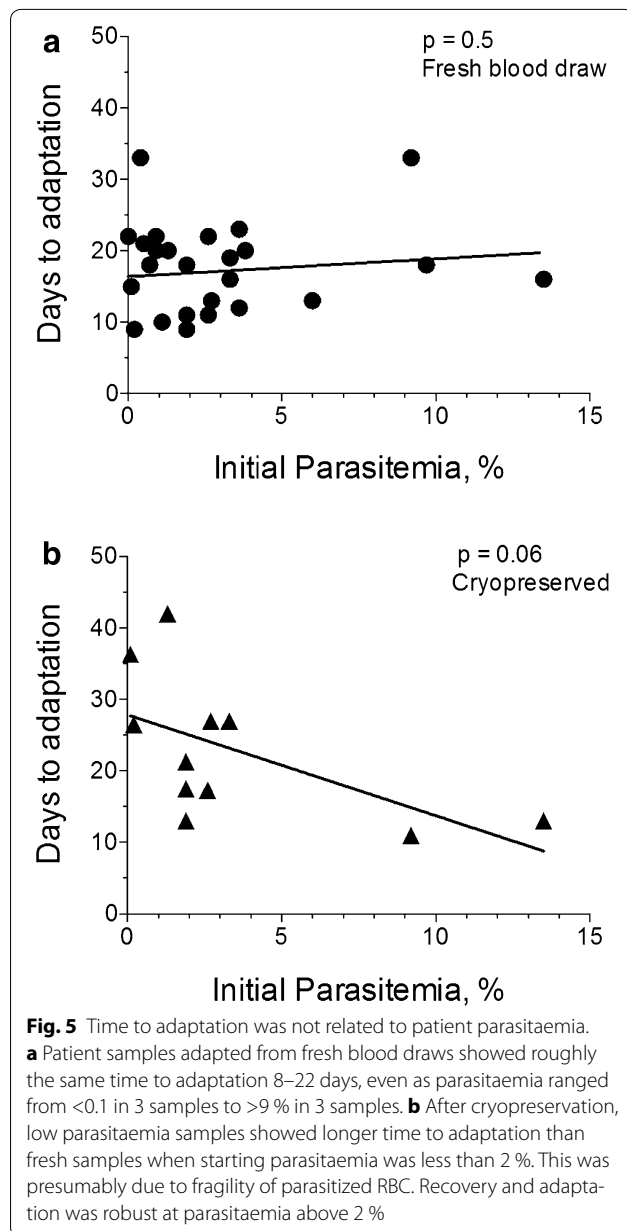 a
p = 0.5
Fresh blood draw
50
40
30
20
10
0
Days to adaptation
0 5 10 15
Initial Parasitemia, %
b
p = 0.06
Cryopreserved
50
40
30
20
10
0
Days to adaptation
0 5 10 15
Initial Parasitemia, %
Fig. 5 Time to adaptation was not related to patient parasitaemia.
a Patient samples adapted from fresh blood draws showed roughly
the same time to adaptation 8–22 days, even as parasitaemia ranged
from <0.1 in 3 samples to >9 % in 3 samples. b After cryopreservation,
low parasitaemia samples showed longer time to adaptation than
fresh samples when starting parasitaemia was less than 2 %. This was
presumably due to fragility of parasitized RBC. Recovery and adapta-
tion was robust at parasitaemia above 2 %